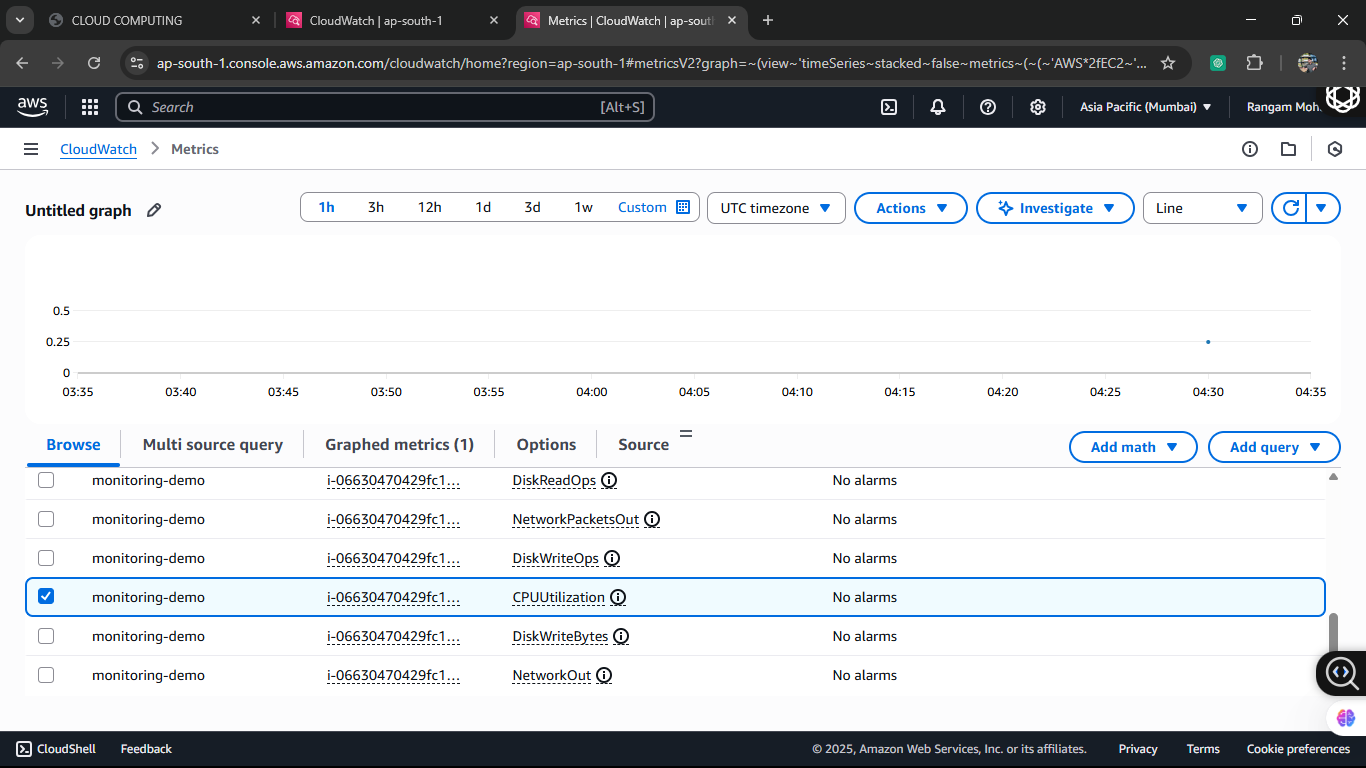 CLOUD COMPUTING
CloudWatch | ap-south-1
Metrics | CloudWatch | ap-south
ap-south-1.console.aws.amazon.com/cloudwatch/home?region=ap-south-1#metricsV2?graph=~(view~'timeSeries~stacked~false~metrics~(~(~'AWS*2fEC2~'...
aws
Search [Alt+S]
Asia Pacific (Mumbai)
Rangam Moh
CloudWatch > Metrics
Untitled graph
1h 3h 12h 1d 3d 1w Custom
UTC timezone
Actions
Investigate
Line
0.5
0.25
0
03:35 03:40 03:45 03:50 03:55 04:00 04:05 04:10 04:15 04:20 04:25 04:30 04:35
Browse Multi source query Graphed metrics (1) Options Source
Add math
Add query
monitoring-demo i-06630470429fc1... DiskReadOps No alarms
monitoring-demo i-06630470429fc1... NetworkPacketsOut No alarms
monitoring-demo i-06630470429fc1... DiskWriteOps No alarms
monitoring-demo i-06630470429fc1... CPUUtilization No alarms
monitoring-demo i-06630470429fc1... DiskWriteBytes No alarms
monitoring-demo i-06630470429fc1... NetworkOut No alarms
CloudShell Feedback © 2025, Amazon Web Services, Inc. or its affiliates. Privacy Terms Cookie preferences